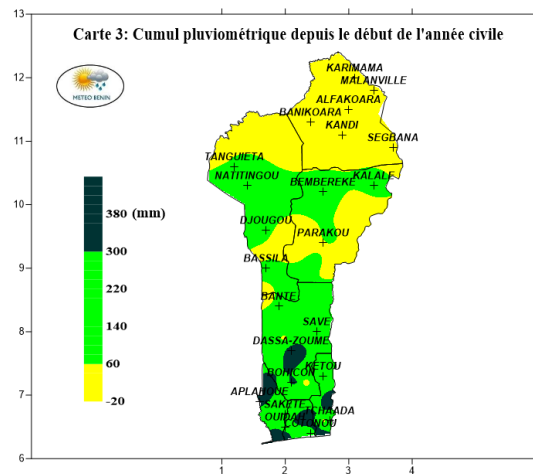 Carte 3: Cumul pluviométrique depuis le début de l'année civile
13
12
11
10
9
8
7
6
METEO BENIN
KARIMAMA
MALANVILLE
ALFAKOARA
BANIKOARA
KANDI
SEGBANA
TANGUIETA
NATITINGOU
BEMBEREKE
KALALE
DJOUGOU
PARAKOU
BASSILA
BANTE
SAVE
DASSA-ZOUME
BOHICON
KETOU
APLAHOUE
SAKETE
TCHAADA
OUIDAH
COTONOU
380 (mm)
300
220
140
60
-20
1
2
3
4